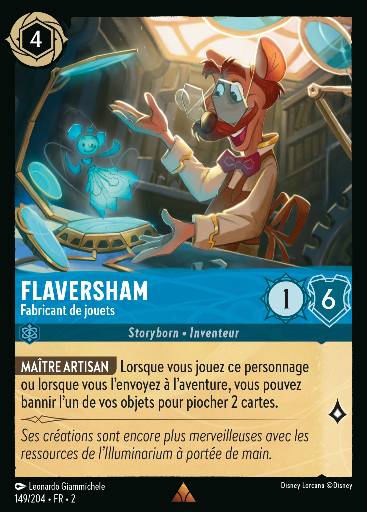 4
FLAVERSHAM
Fabricant de jouets
1
6
Storyborn • Inventeur
MAÎTRE ARTISAN Lorsque vous jouez ce personnage
ou lorsque vous l'envoyez à l'aventure, vous pouvez
bannir l'un de vos objets pour piocher 2 cartes.
Ses créations sont encore plus merveilleuses avec les
ressources de l'Illuminarium à portée de main.
Leonardo Giammichele
149/204 • FR • 2
Disney Lorcana ©Disney